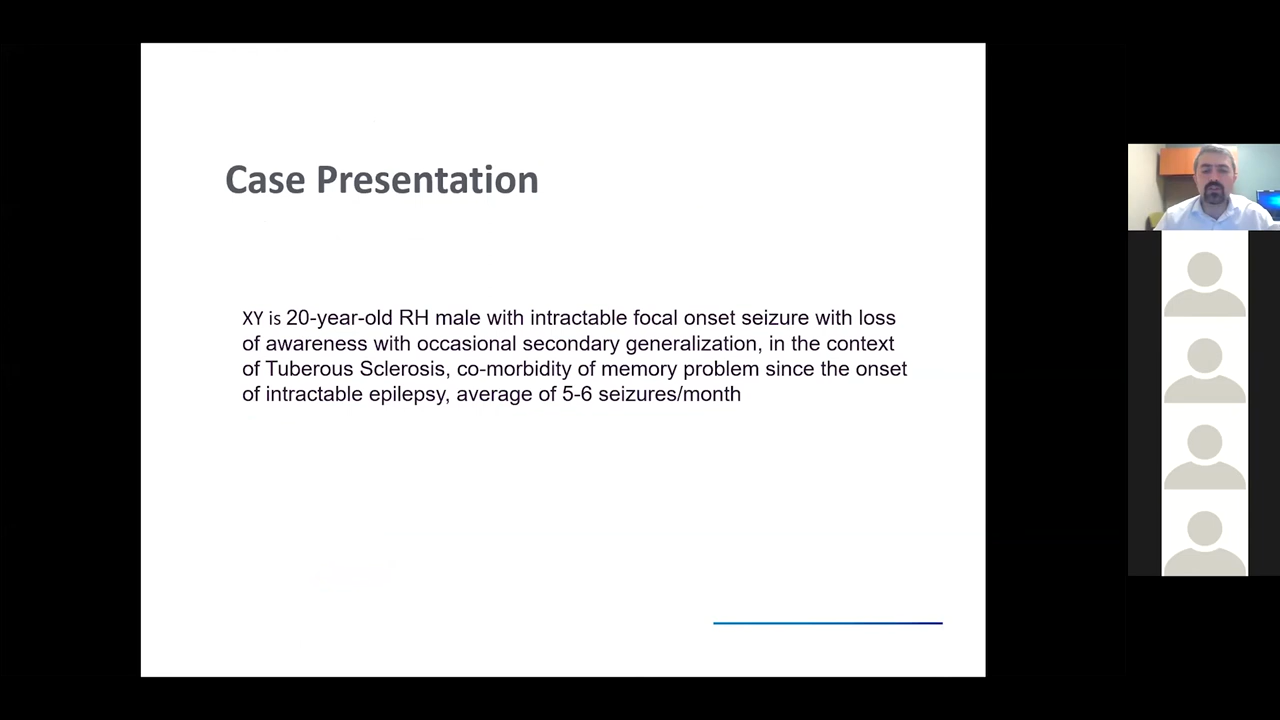 Case Presentation
XY is 20-year-old RH male with intractable focal onset seizure with loss
of awareness with occasional secondary generalization, in the context
of Tuberous Sclerosis, co-morbidity of memory problem since the onset
of intractable epilepsy, average of 5-6 seizures/month